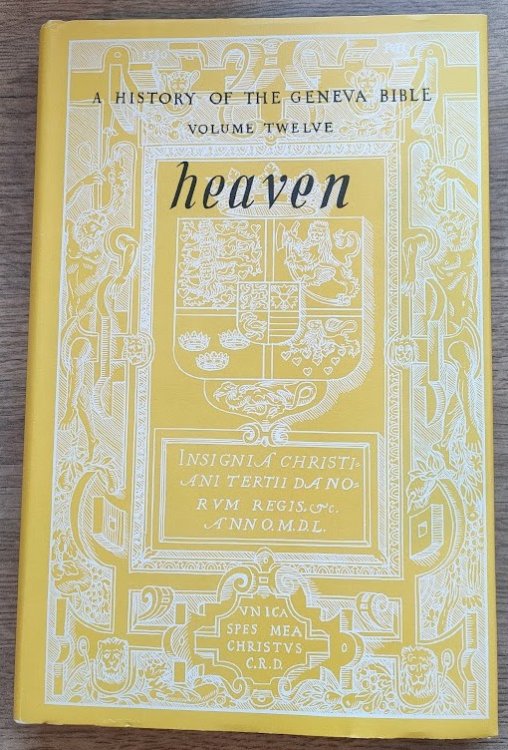 A HISTORY OF THE GENEVA BIBLE
VOLUME TWELVE
heaven
INSIGNIA CHRISTI-
ANI TERTII DANO-
RVM REGIS. &c.
ANNO. M.D.L.
VNICA
SPES MEA
CHRISTVS
C.R.D.